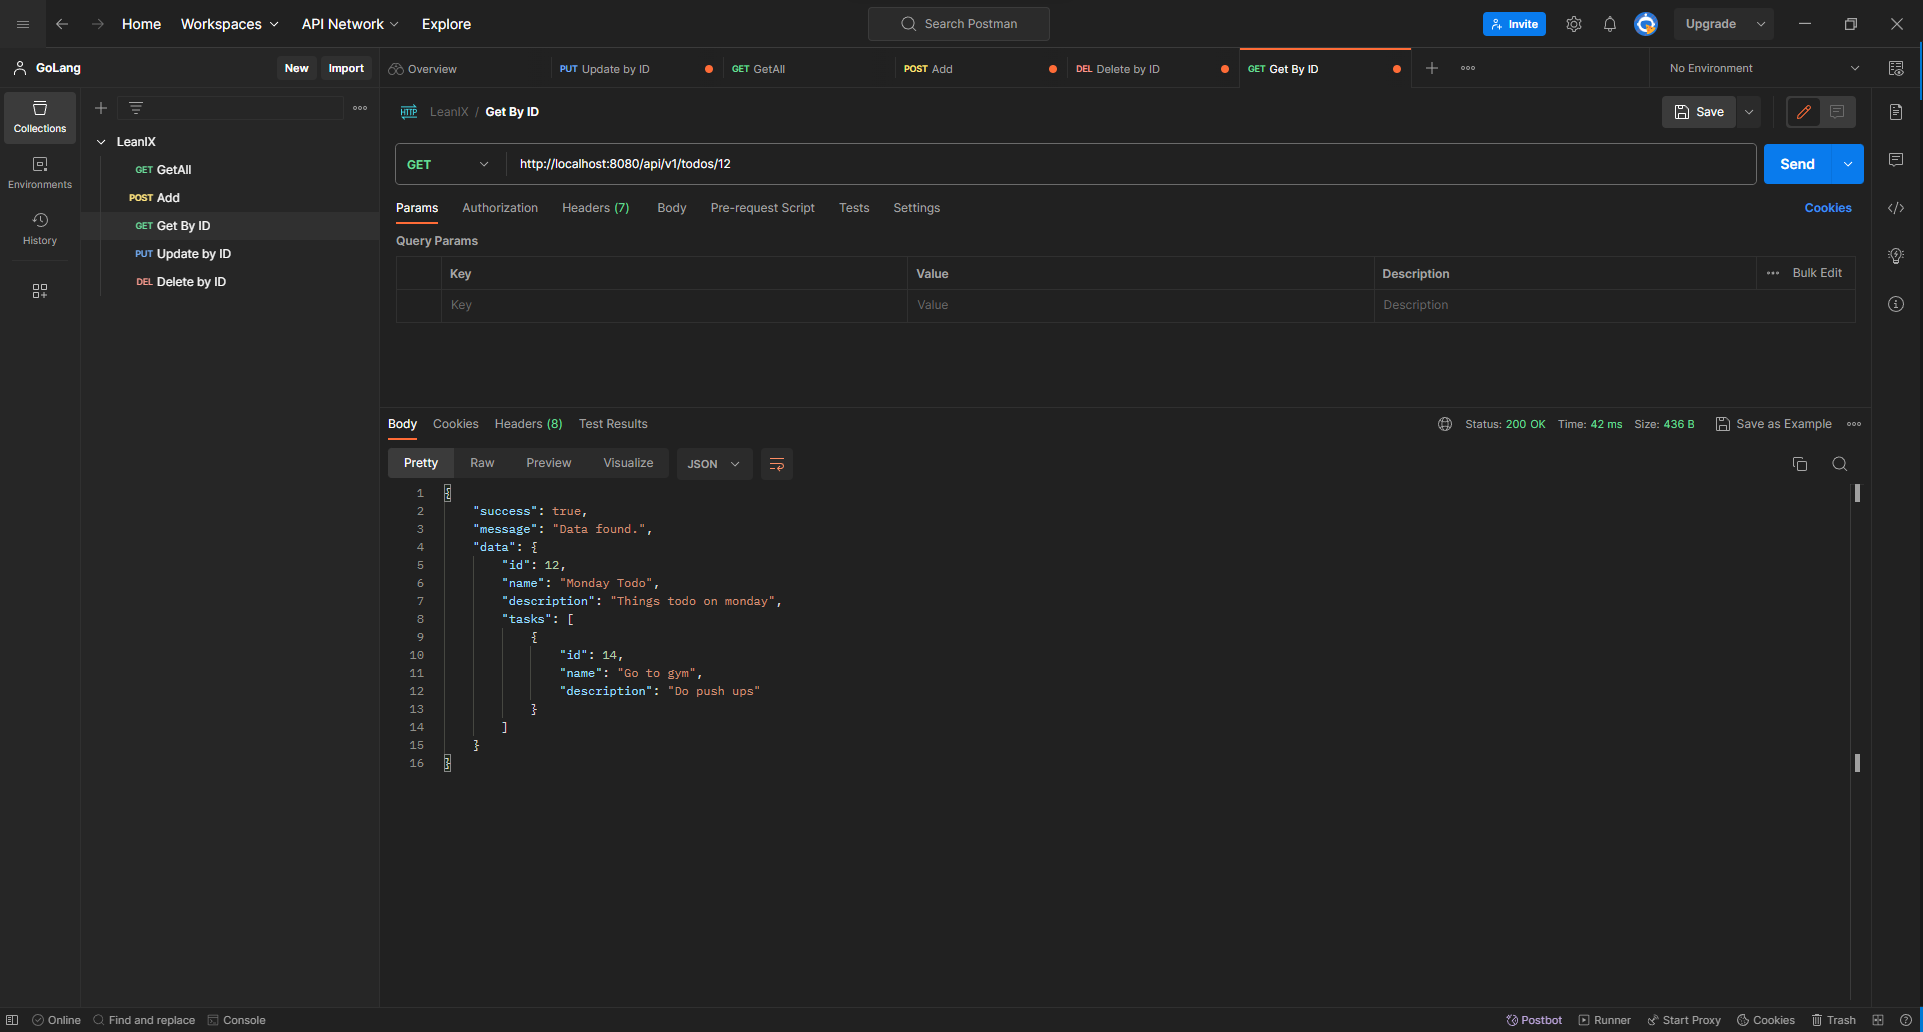 Home Workspaces API Network Explore Search Postman Invite Upgrade
GoLang New Import Overview PUT Update by ID GET GetAll POST Add DEL Delete by ID GET Get By ID No Environment
Collections
Environments
History
LeanIX
GET GetAll
POST Add
GET Get By ID
PUT Update by ID
DEL Delete by ID
HTTP LeanIX / Get By ID Save
GET http://localhost:8080/api/v1/todos/12 Send
Params Authorization Headers (7) Body Pre-request Script Tests Settings Cookies
Query Params
Key Value Description Bulk Edit
Key Value Description
Body Cookies Headers (8) Test Results Status: 200 OK Time: 42 ms Size: 436 B Save as Example
Pretty Raw Preview Visualize JSON
1 {
2 "success": true,
3 "message": "Data found.",
4 "data": {
5 "id": 12,
6 "name": "Monday Todo",
7 "description": "Things todo on monday",
8 "tasks": [
9 {
10 "id": 14,
11 "name": "Go to gym",
12 "description": "Do push ups"
13 }
14 ]
15 }
16 }
Online Find and replace Console Postbot Runner Start Proxy Cookies Trash